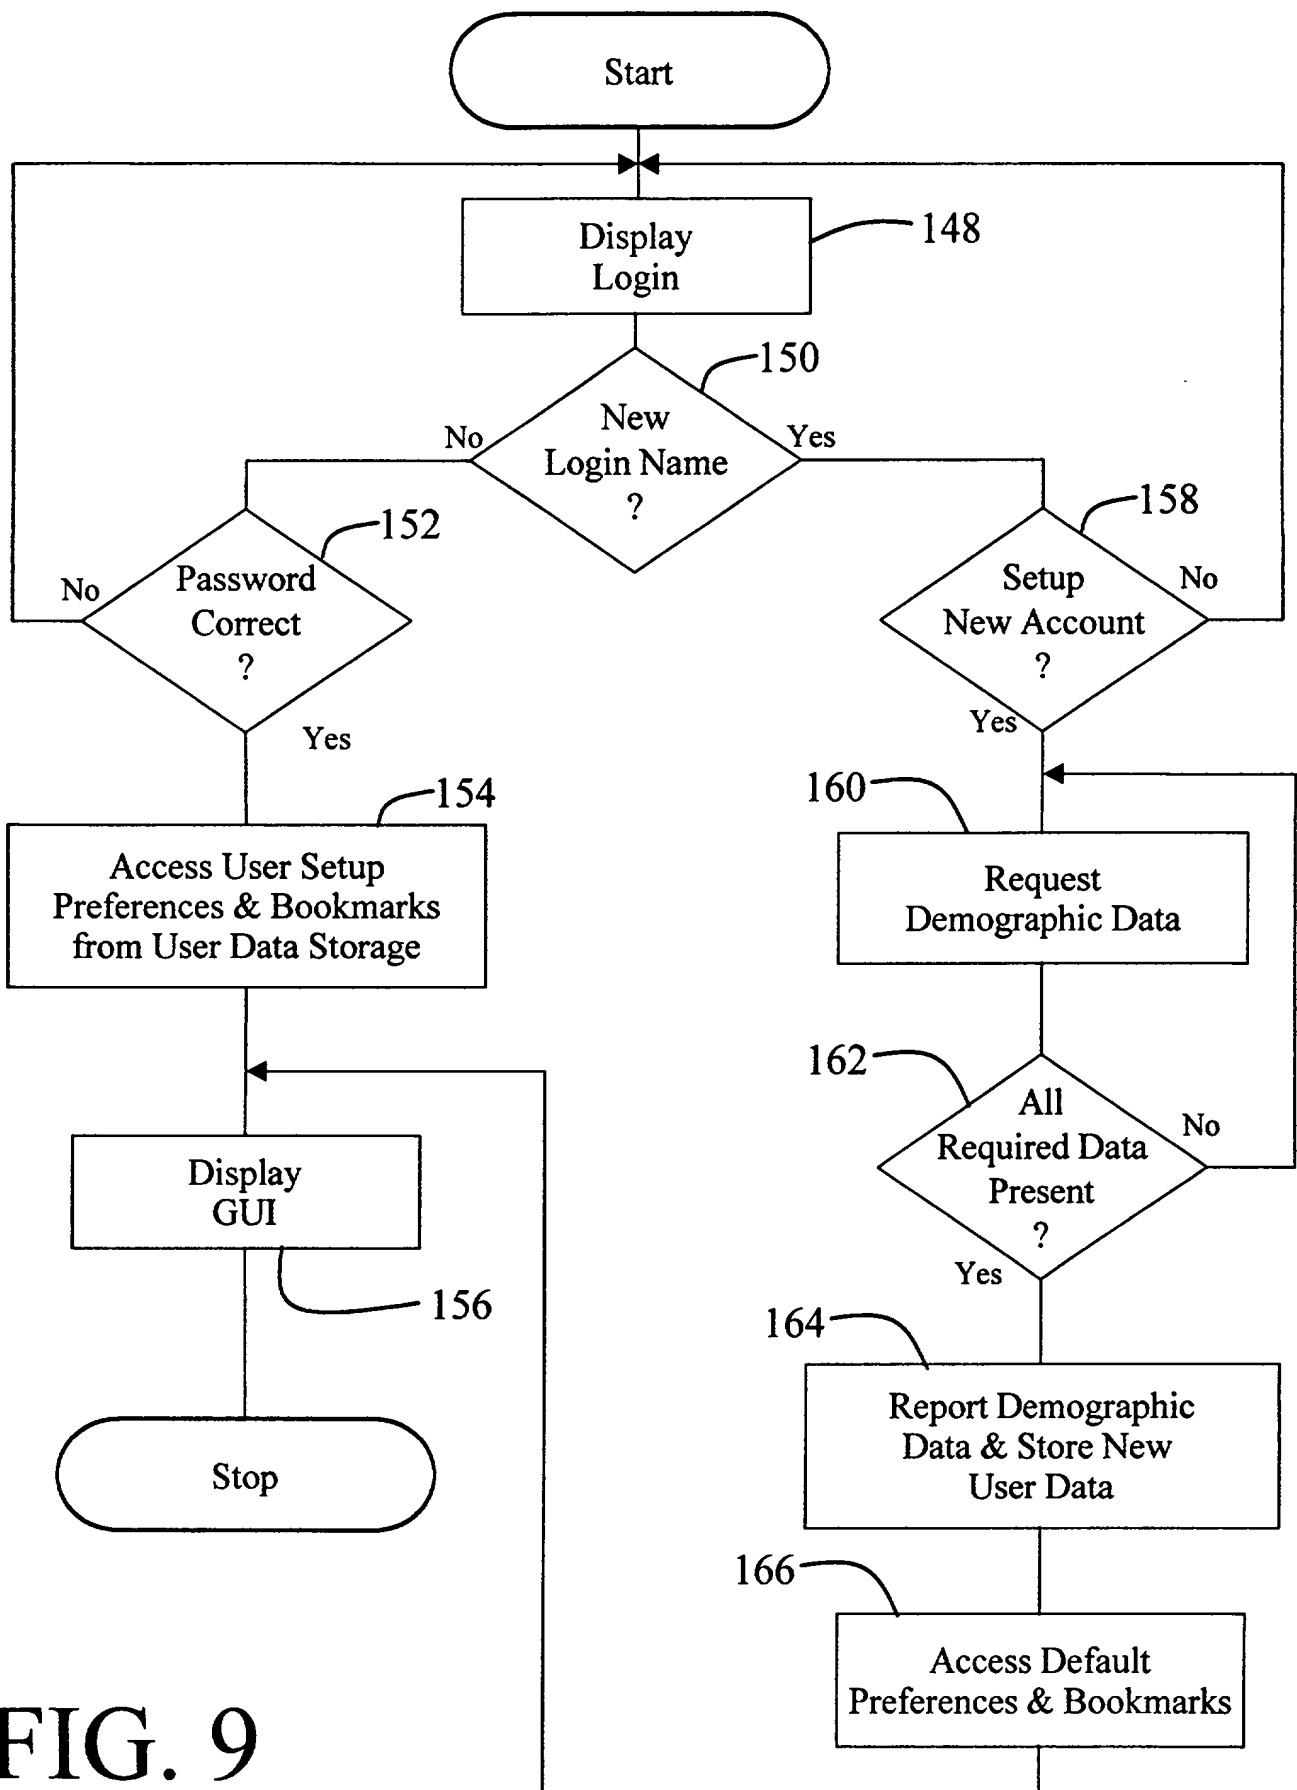 Start
Display
Login
148
150
New
Login Name
?
No
Yes
152
Password
Correct
?
No
Yes
158
Setup
New Account
?
No
Yes
154
Access User Setup
Preferences & Bookmarks
from User Data Storage
160
Request
Demographic Data
162
All
Required Data
Present
?
No
Yes
Display
GUI
156
164
Report Demographic
Data & Store New
User Data
Stop
166
Access Default
Preferences & Bookmarks
FIG. 9